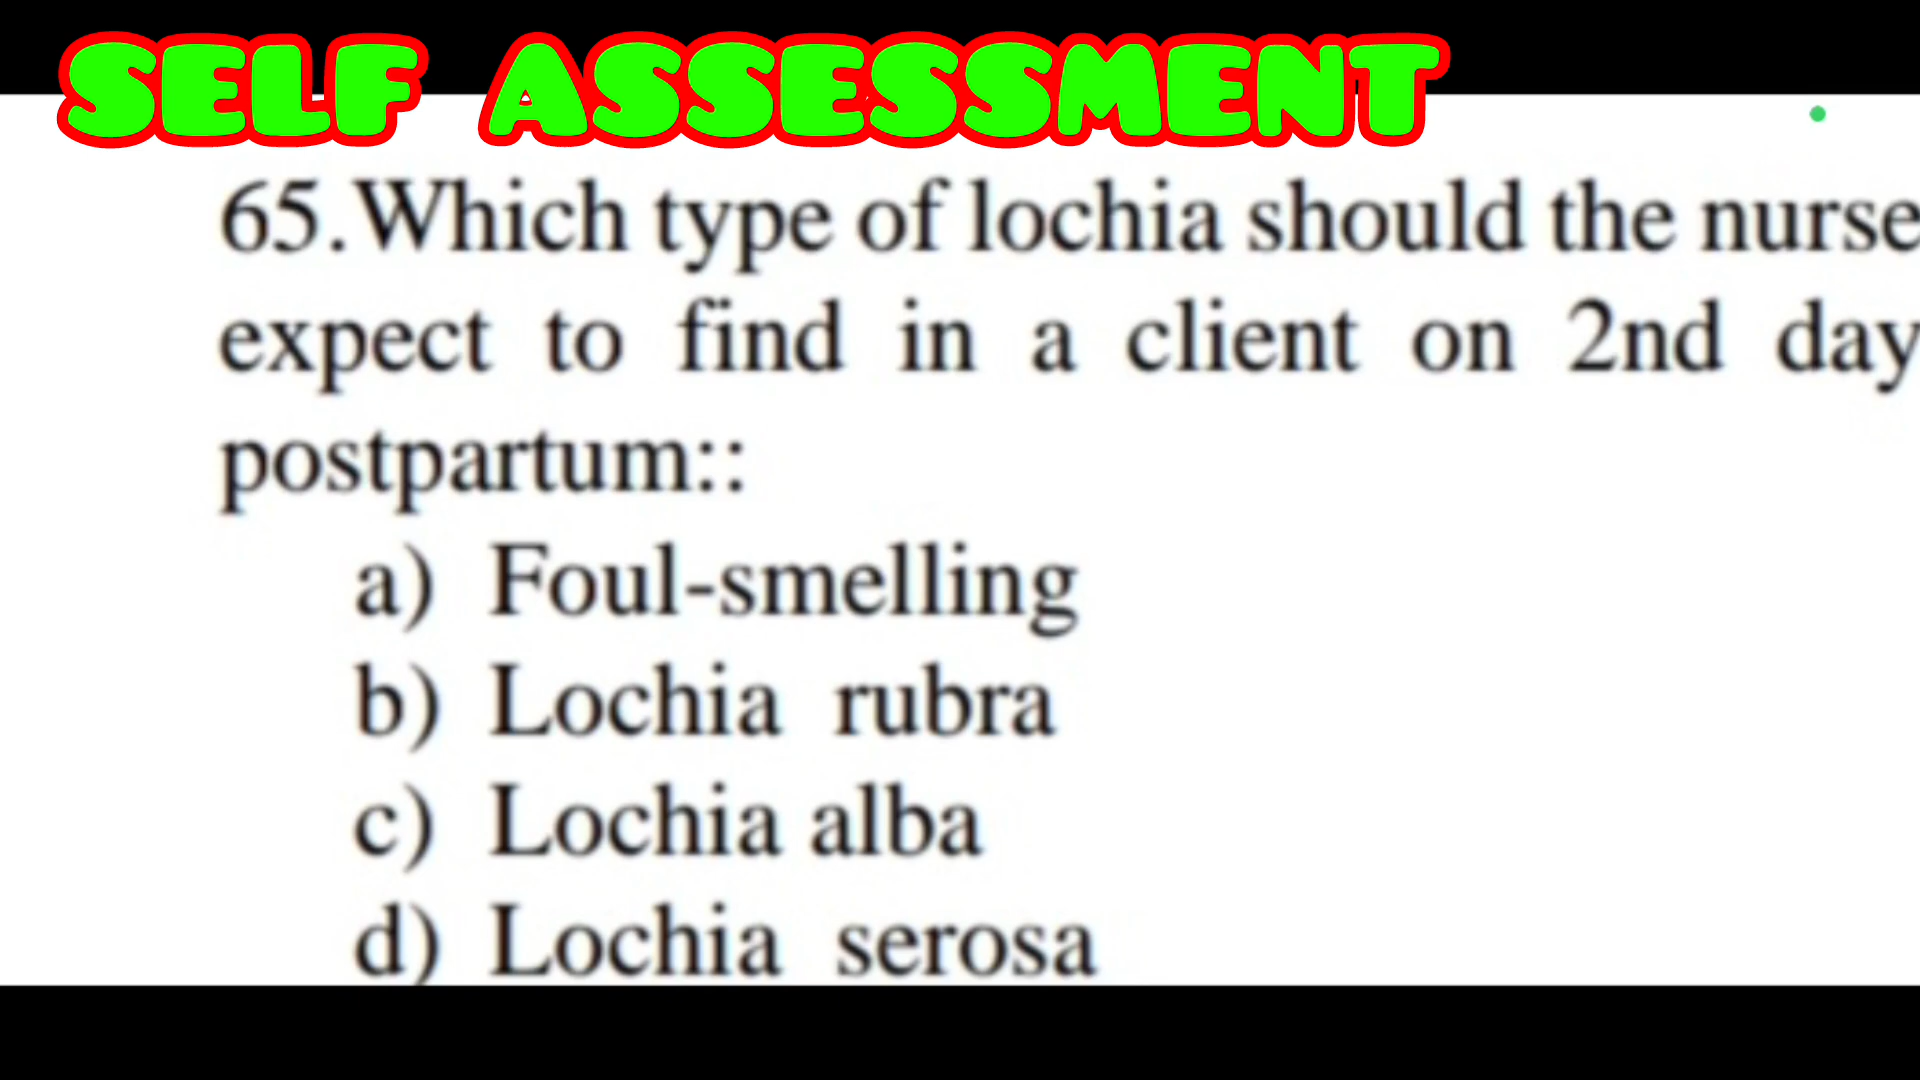 SELF ASSESSMENT
65.Which type of lochia should the nurse
expect to find in a client on 2nd day
postpartum::
a) Foul-smelling
b) Lochia rubra
c) Lochia alba
d) Lochia serosa